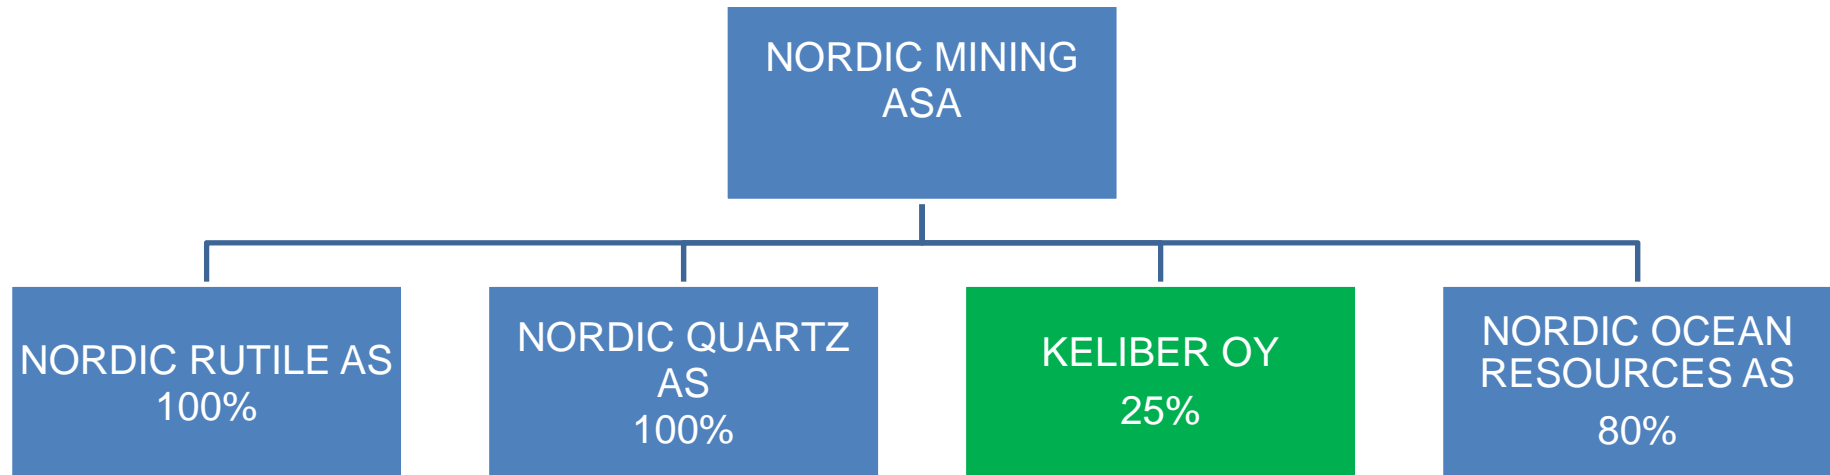 NORDIC MINING
ASA
NORDIC RUTILE AS
100%
NORDIC QUARTZ
AS
100%
KELIBER OY
25%
NORDIC OCEAN
RESOURCES AS
80%